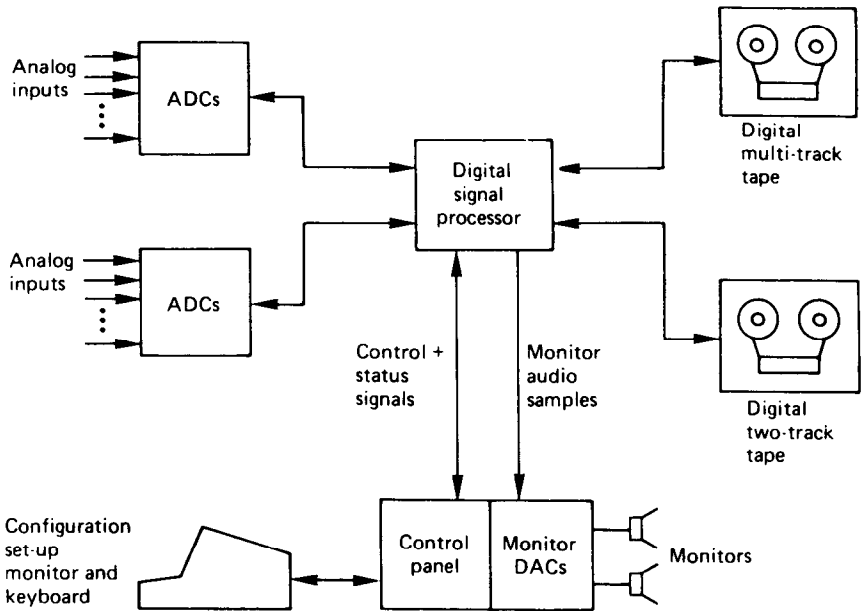 Analog
inputs
ADCs
Digital
signal
processor
Digital
multi-track
tape
Analog
inputs
ADCs
Control +
status
signals
Monitor
audio
samples
Digital
two-track
tape
Configuration
set-up
monitor and
keyboard
Control
panel
Monitor
DACs
Monitors